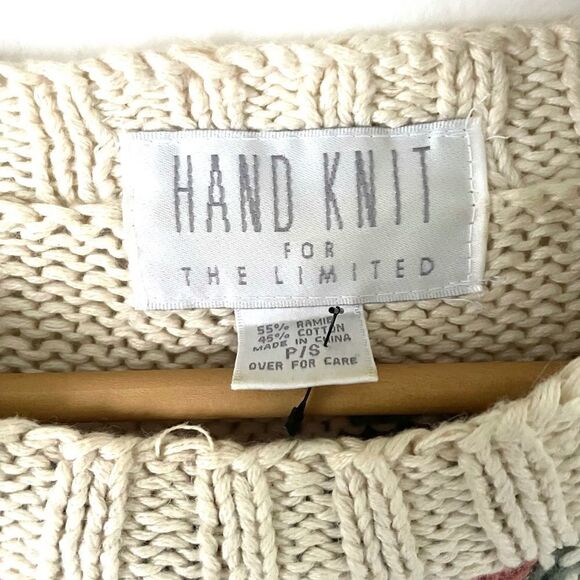 HAND KNIT
FOR
THE LIMITED
55% RAMIE
45% COTTON
MADE IN CHINA
P/S
OVER FOR CARE